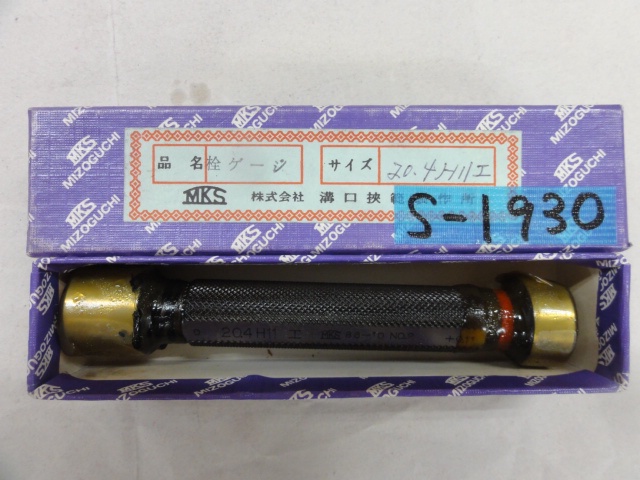 品 名 栓ゲージ サイズ 20.4H11エ
MKS 株式会社 溝口挟
S-1930
MKS MIZOGUCHI
20.4H11 エ